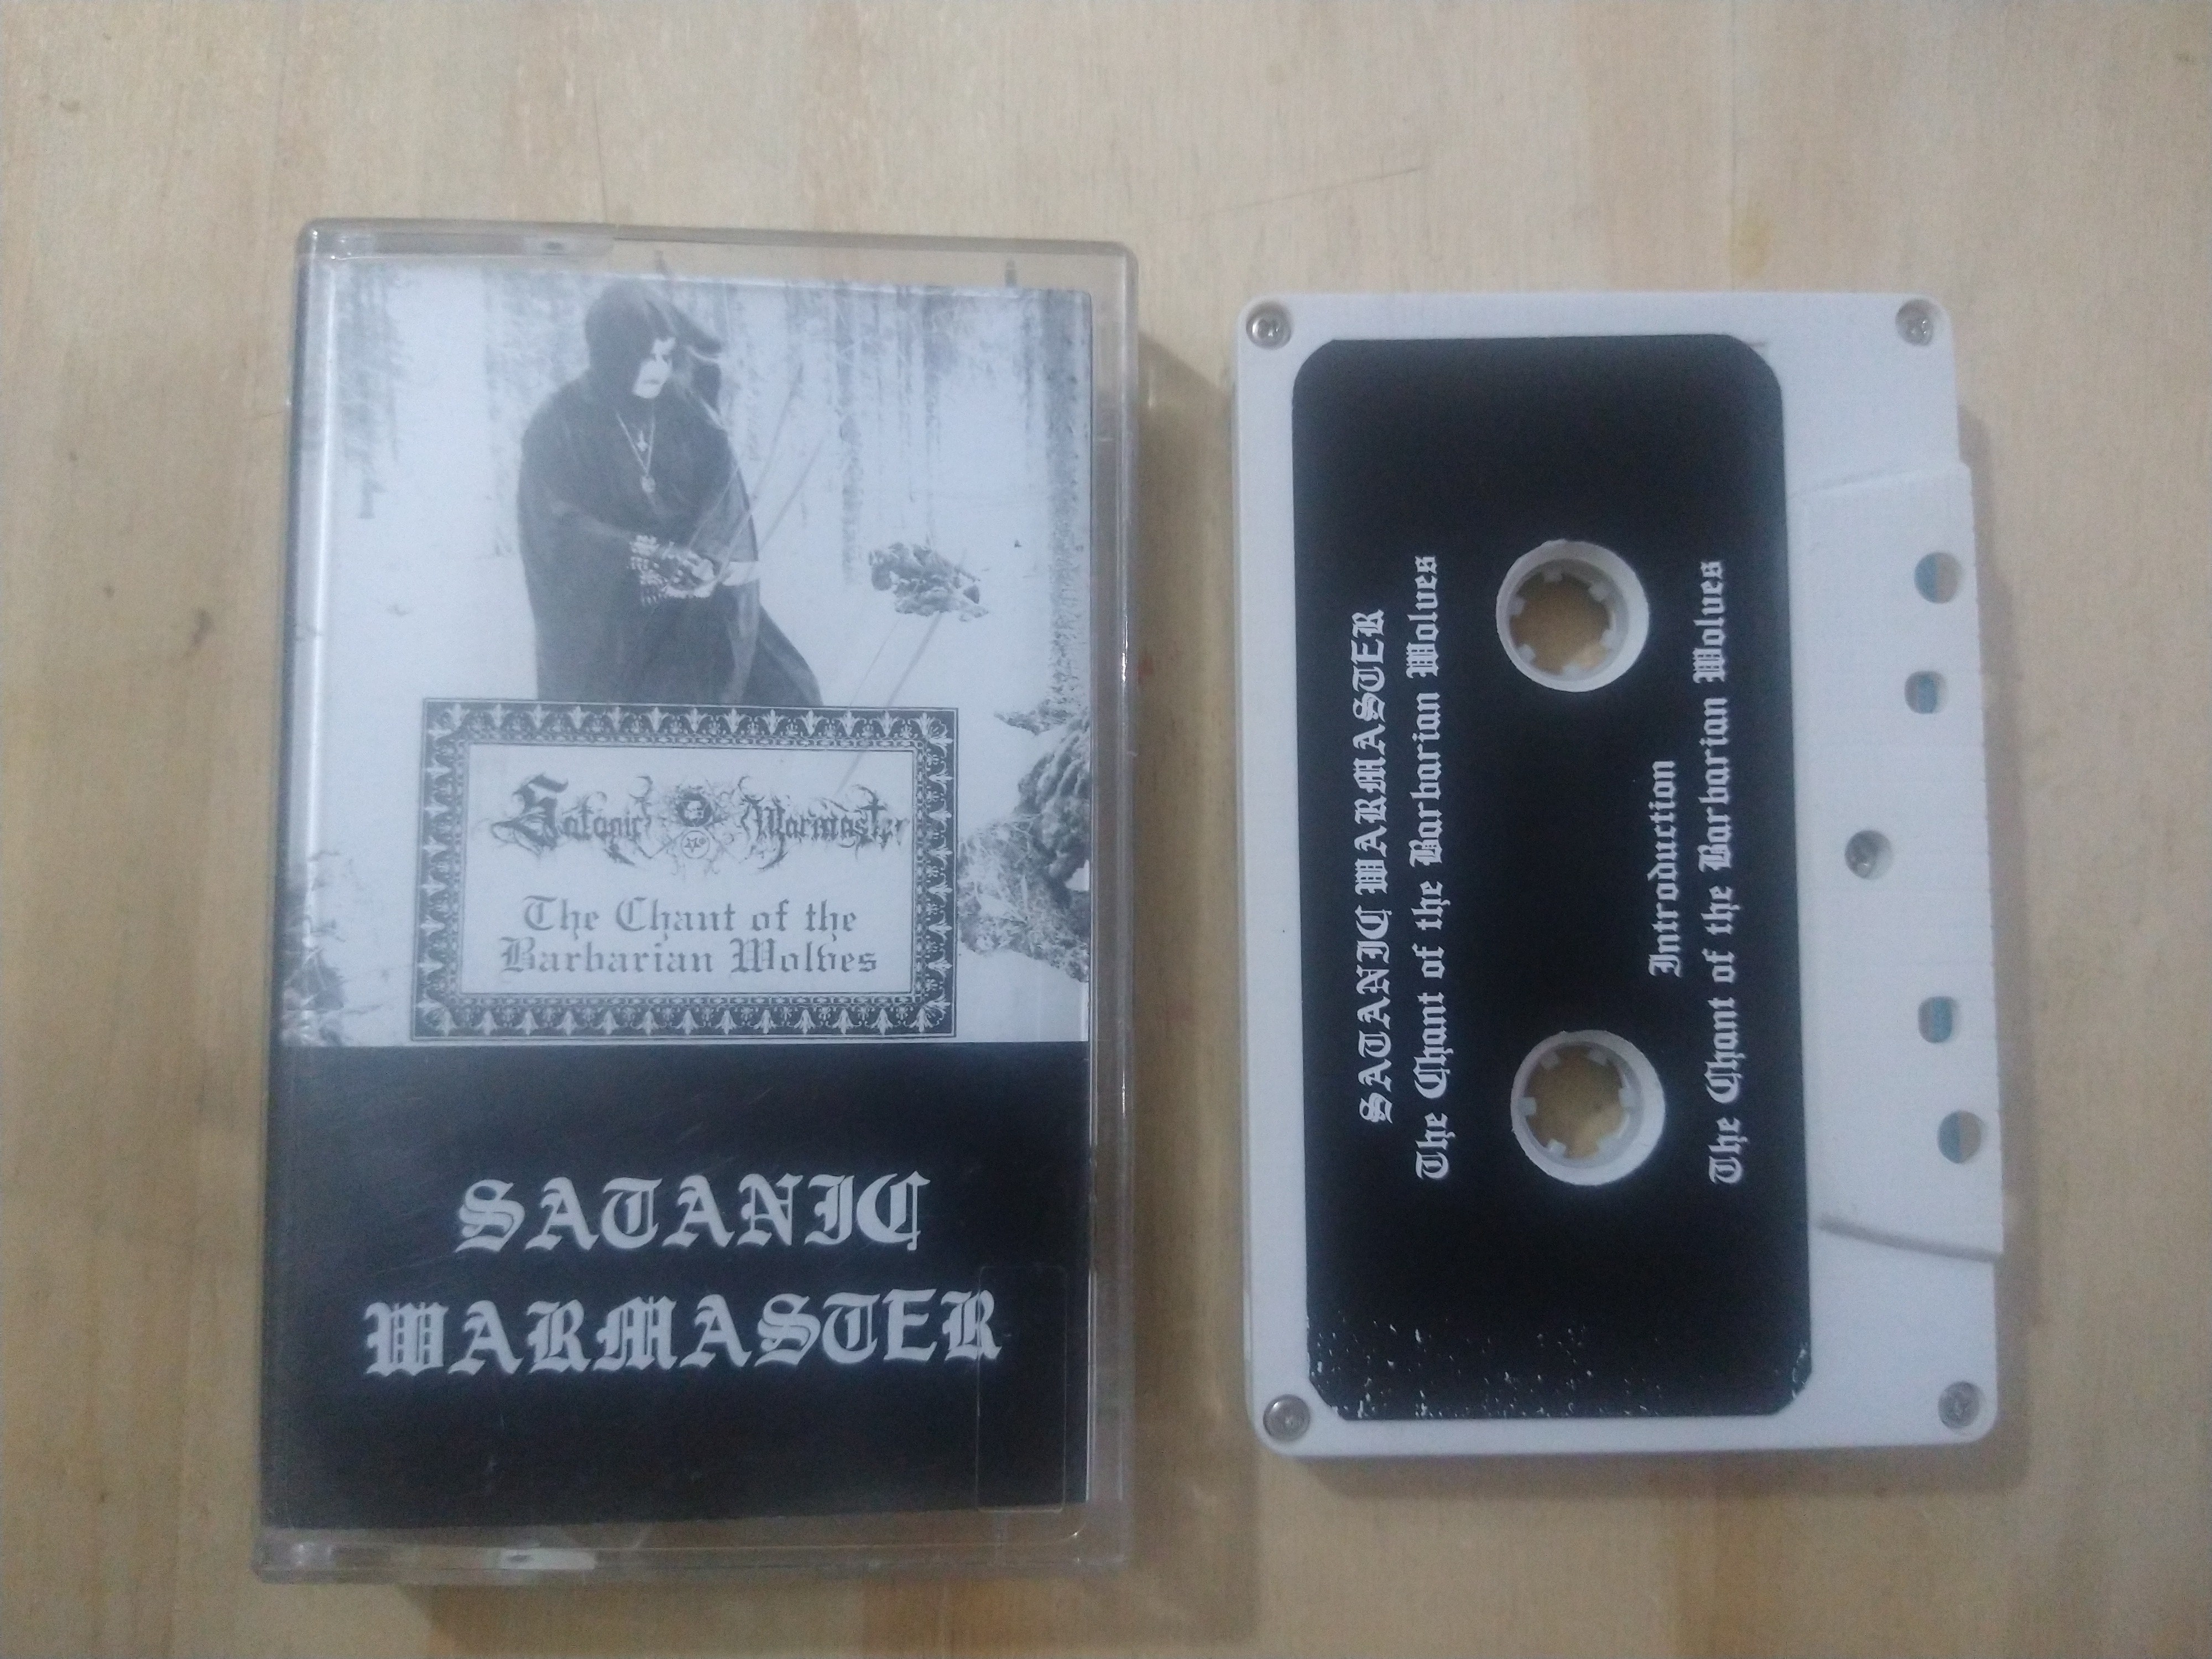 Satanic Warmaster
The Chant of the
Barbarian Wolves
SATANIC
WARMASTER
SATANIC WARMASTER
The Chant of the Barbarian Wolves
Introduction
The Chant of the Barbarian Wolves